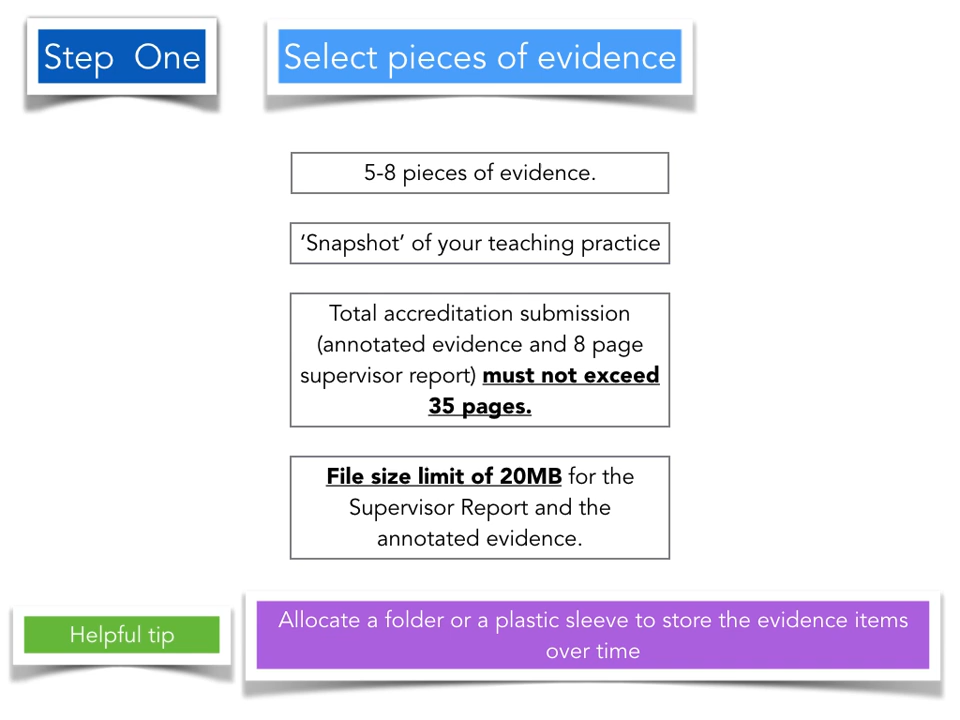 Step One
Select pieces of evidence
5-8 pieces of evidence.
‘Snapshot’ of your teaching practice
Total accreditation submission
(annotated evidence and 8 page
supervisor report) must not exceed
35 pages.
File size limit of 20MB for the
Supervisor Report and the
annotated evidence.
Helpful tip
Allocate a folder or a plastic sleeve to store the evidence items
over time